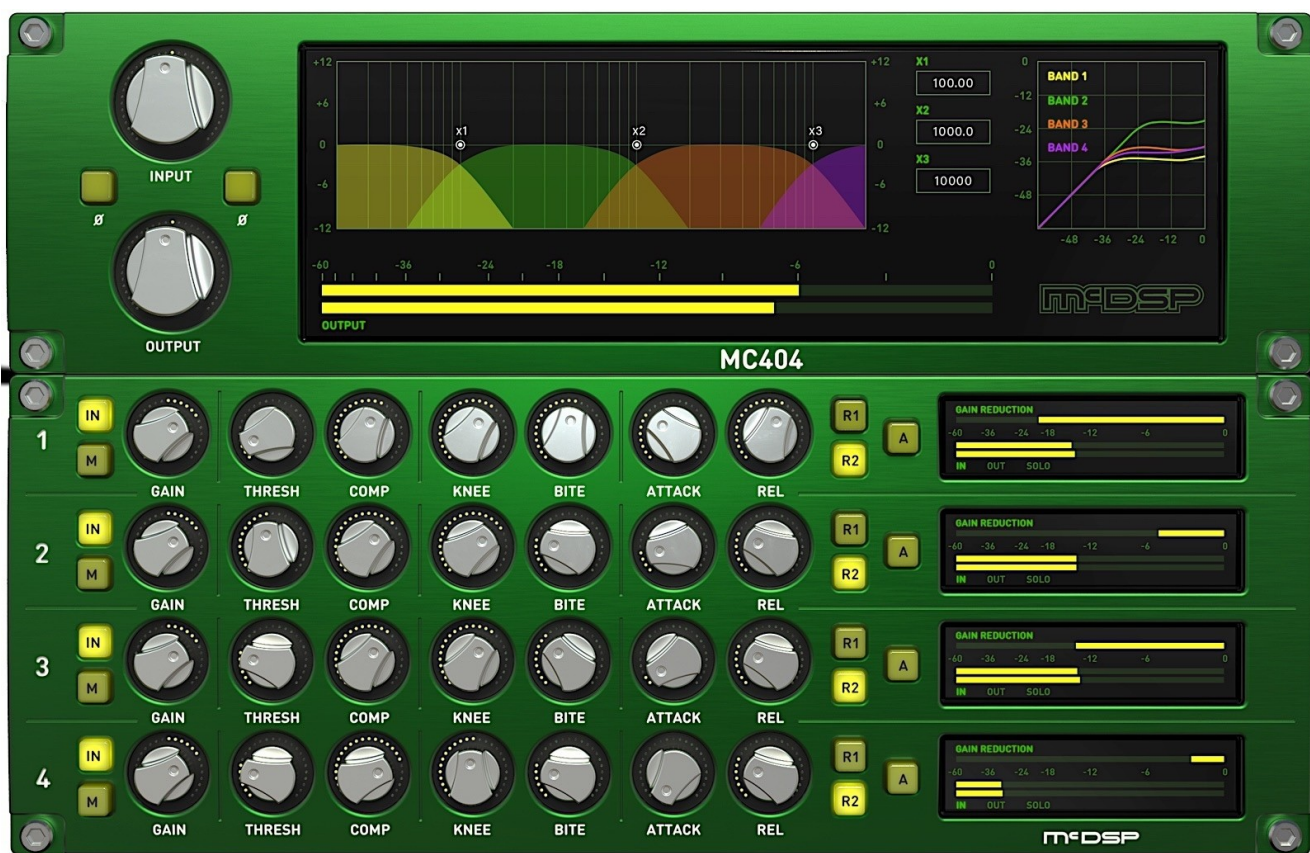 INPUT
Ø Ø
OUTPUT
+12 +12
+6 +6
0 0
-6 -6
-12 -12
x1 x2 x3
X1
100.00
X2
1000.0
X3
10000
0
-12
-24
-36
-48
BAND 1
BAND 2
BAND 3
BAND 4
-48 -36 -24 -12 0
-60 -36 -24 -12 -6 0
OUTPUT
McDSP
MC404
1
IN
M
GAIN THRESH COMP KNEE BITE ATTACK REL
R1
R2
A
GAIN REDUCTION
-60 -36 -24 -18 -12 -6 0
IN OUT SOLO
2
IN
M
GAIN THRESH COMP KNEE BITE ATTACK REL
R1
R2
A
GAIN REDUCTION
-60 -36 -24 -18 -12 -6 0
IN OUT SOLO
3
IN
M
GAIN THRESH COMP KNEE BITE ATTACK REL
R1
R2
A
GAIN REDUCTION
-60 -36 -24 -18 -12 -6 0
IN OUT SOLO
4
IN
M
GAIN THRESH COMP KNEE BITE ATTACK REL
R1
R2
A
GAIN REDUCTION
-60 -36 -24 -18 -12 -6 0
IN OUT SOLO
McDSP